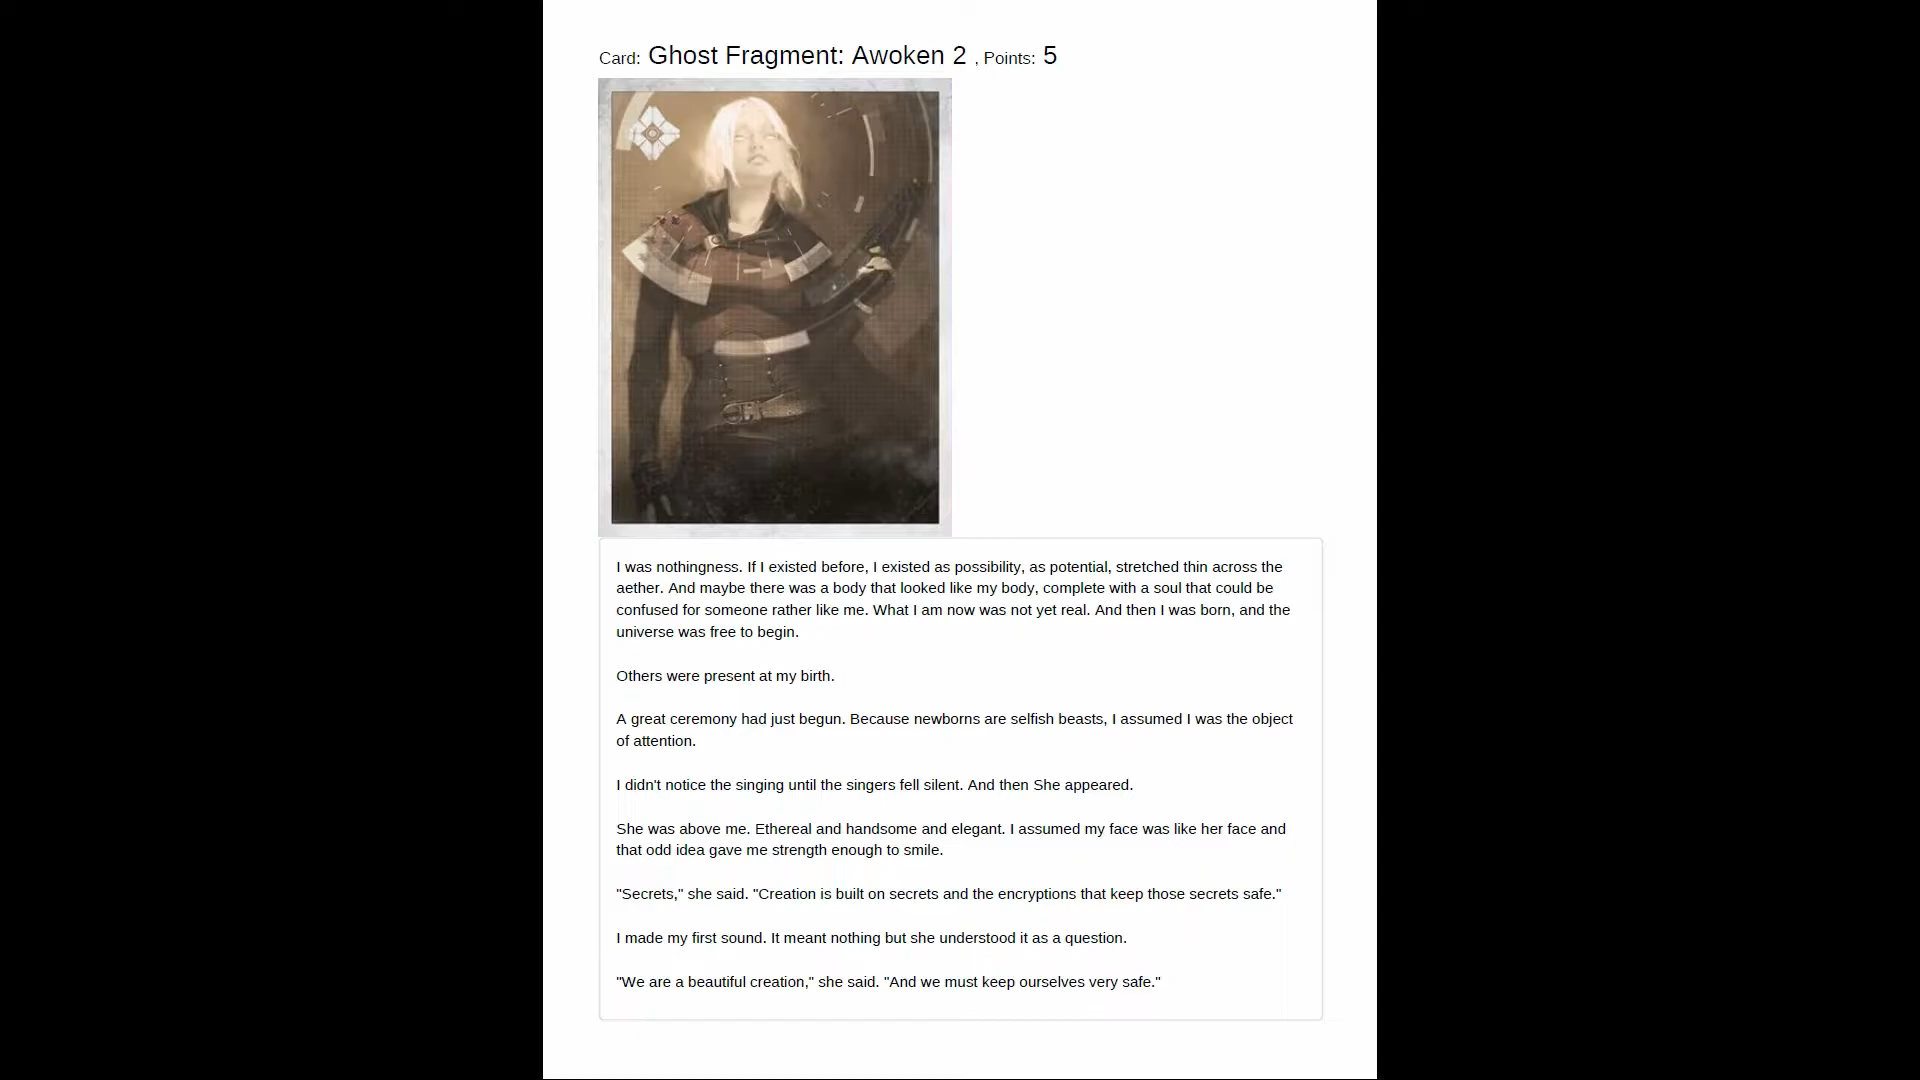 Card: Ghost Fragment: Awoken 2 , Points: 5
I was nothingness. If I existed before, I existed as possibility, as potential, stretched thin across the
aether. And maybe there was a body that looked like my body, complete with a soul that could be
confused for someone rather like me. What I am now was not yet real. And then I was born, and the
universe was free to begin.
Others were present at my birth.
A great ceremony had just begun. Because newborns are selfish beasts, I assumed I was the object
of attention.
I didn't notice the singing until the singers fell silent. And then She appeared.
She was above me. Ethereal and handsome and elegant. I assumed my face was like her face and
that odd idea gave me strength enough to smile.
"Secrets," she said. "Creation is built on secrets and the encryptions that keep those secrets safe."
I made my first sound. It meant nothing but she understood it as a question.
"We are a beautiful creation," she said. "And we must keep ourselves very safe."